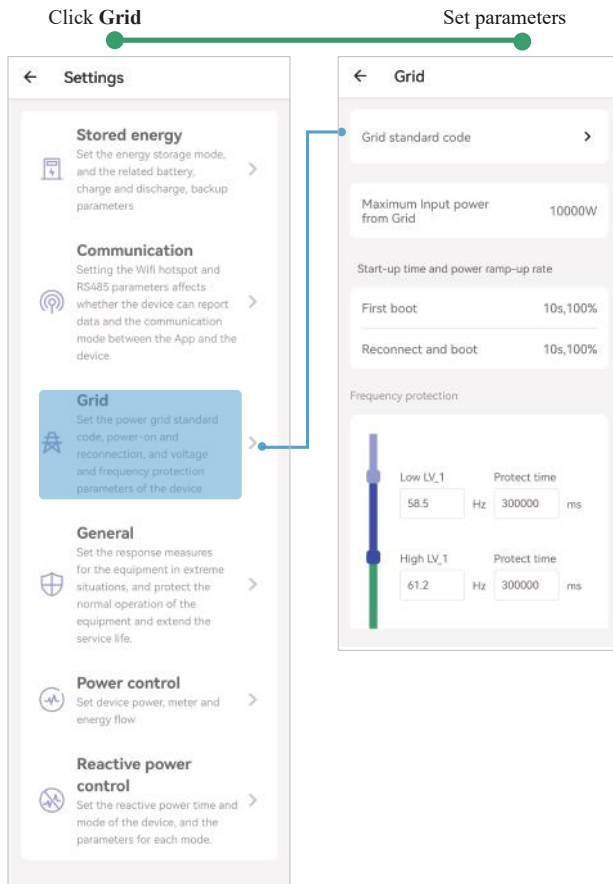 Click Grid
Set parameters
← Settings
Stored energy
Set the energy storage mode,
and the related battery,
charge and discharge, backup
parameters
Communication
Setting the Wifi hotspot and
RS485 parameters affects
whether the device can report
data and the communication
mode between the App and the
device.
Grid
Set the power grid standard
code, power-on and
reconnection, and voltage
and frequency protection
parameters of the device
General
Set the response measures
for the equipment in extreme
situations, and protect the
normal operation of the
equipment and extend the
service life.
Power control
Set device power, meter and
energy flow
Reactive power
control
Set the reactive power time and
mode of the device, and the
parameters for each mode.
← Grid
Grid standard code
Maximum Input power
from Grid
10000W
Start-up time and power ramp-up rate
First boot 10s,100%
Reconnect and boot 10s,100%
Frequency protection
Low LV_1 Protect time
58.5 Hz 300000 ms
High LV_1 Protect time
61.2 Hz 300000 ms